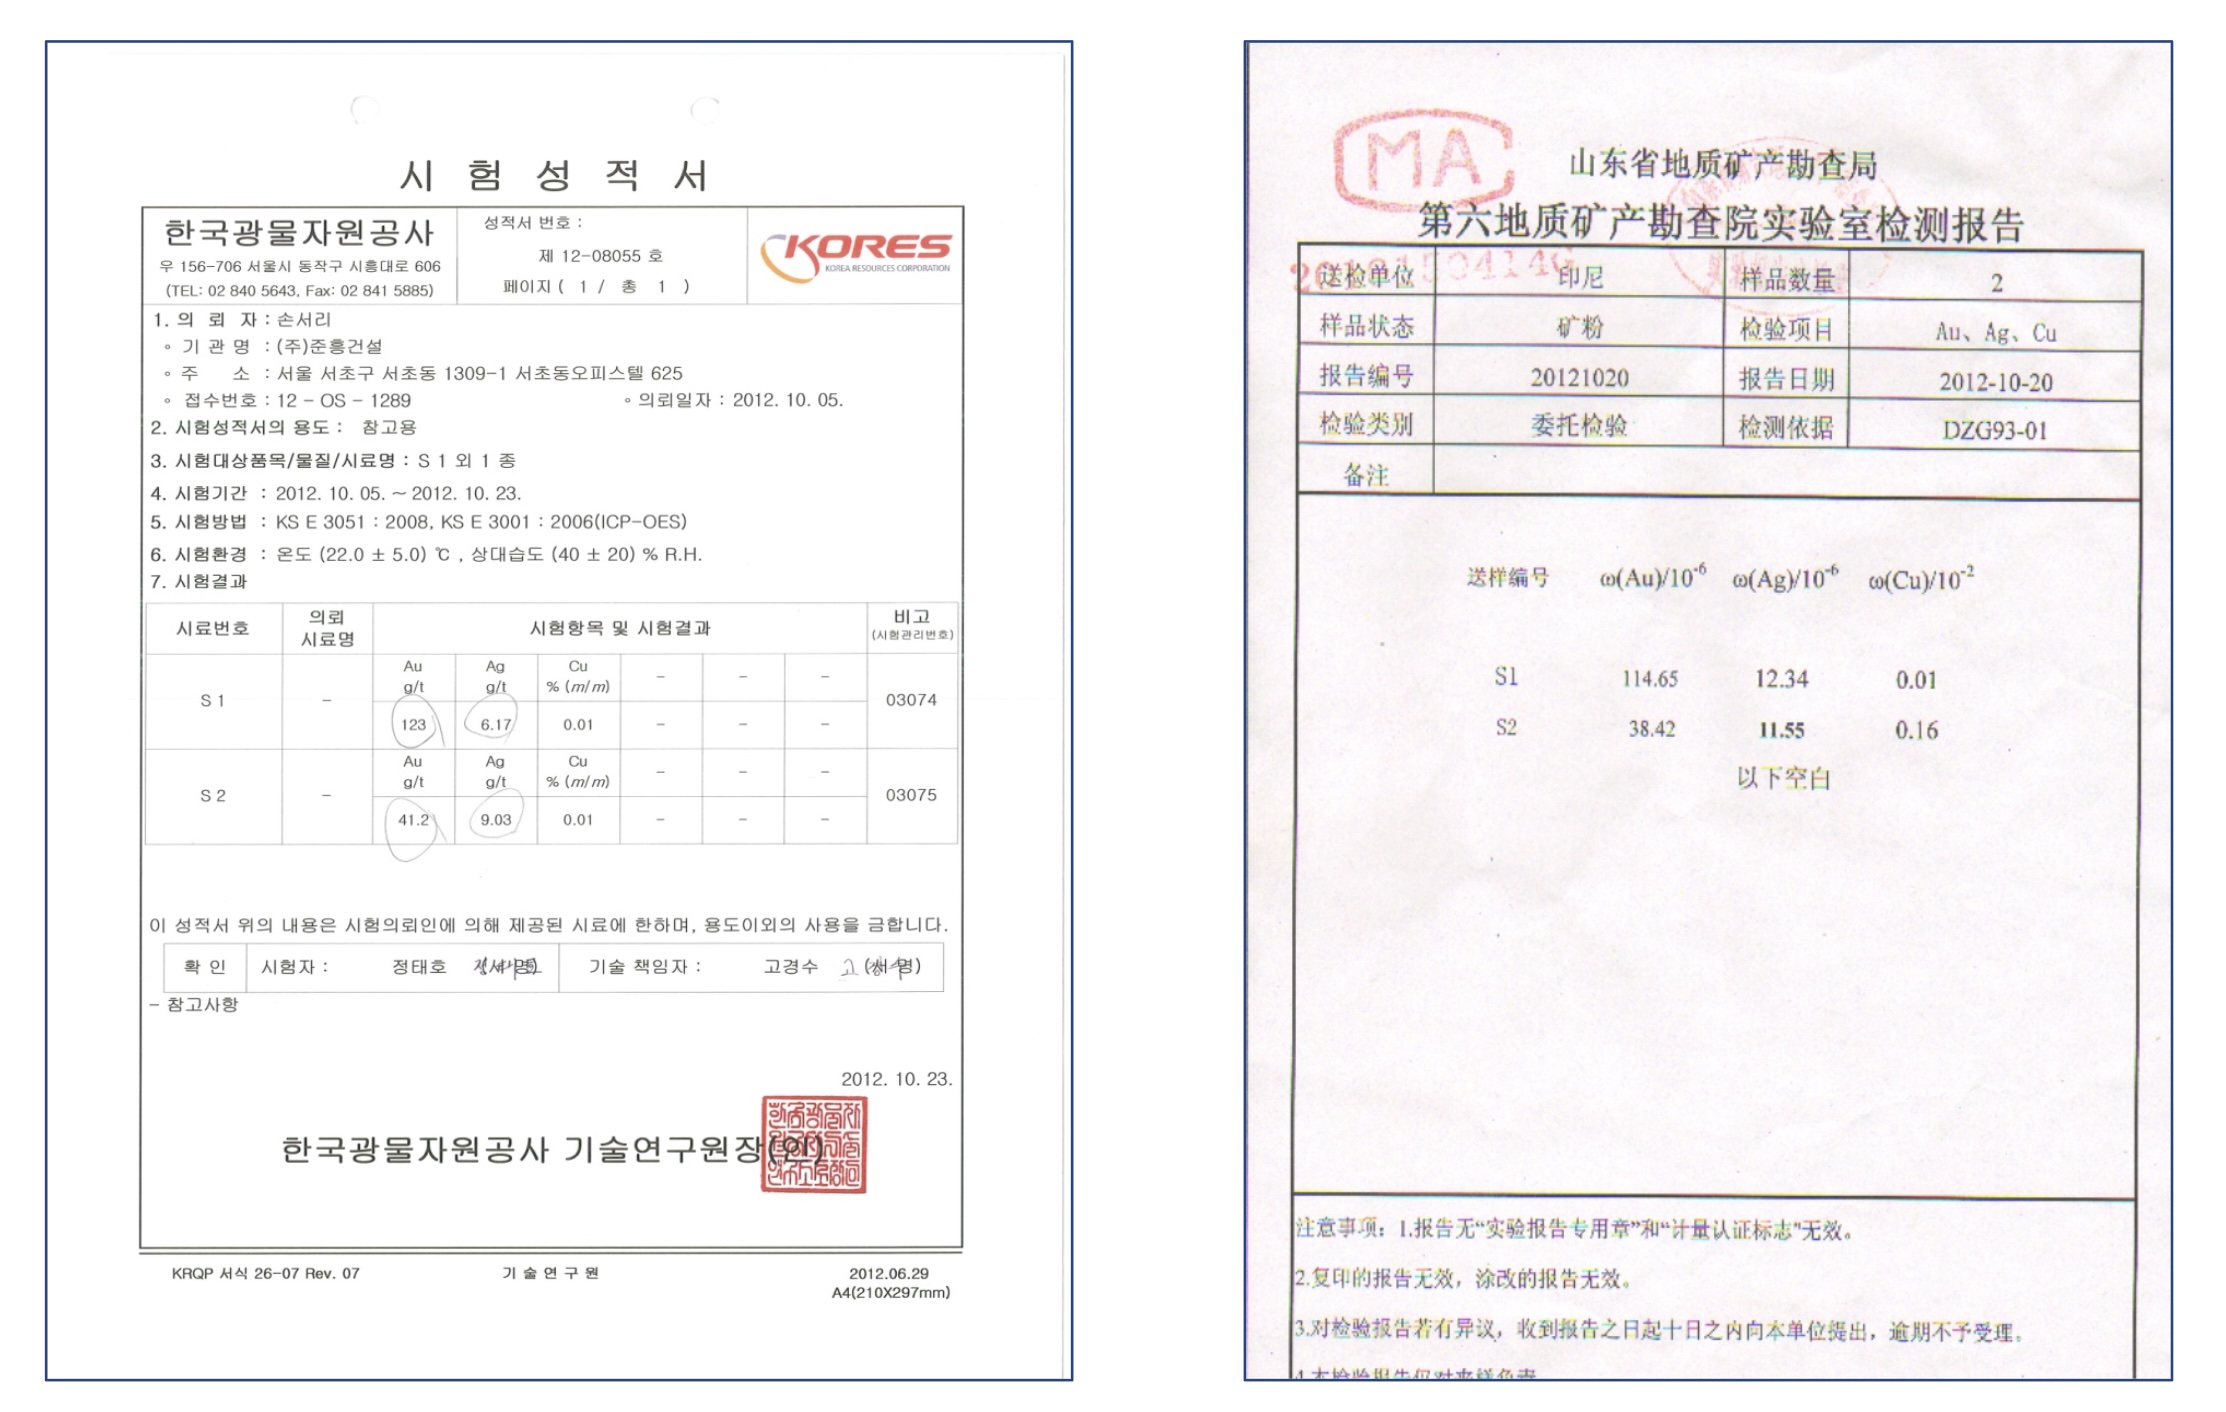 시 험 성 적 서
한국광물자원공사
우 156-706 서울시 동작구 시흥대로 606
(TEL: 02 840 5643, Fax: 02 841 5885)
성적서 번호 :
제 12-08055 호
페이지 ( 1 / 총 1 )
KORES
KOREA RESOURCES CORPORATION
1. 의 뢰 자 : 손서리
◦ 기 관 명 : (주)준흥건설
◦ 주 소 : 서울 서초구 서초동 1309-1 서초동오피스텔 625
◦ 접수번호 : 12 - OS - 1289 ◦ 의뢰일자 : 2012. 10. 05.
2. 시험성적서의 용도 : 참고용
3. 시험대상품목/물질/시료명 : S 1 외 1 종
4. 시험기간 : 2012. 10. 05. ~ 2012. 10. 23.
5. 시험방법 : KS E 3051 : 2008, KS E 3001 : 2006(ICP-OES)
6. 시험환경 : 온도 (22.0 ± 5.0) ℃ , 상대습도 (40 ± 20) % R.H.
7. 시험결과
시료번호 의뢰 시료명 시험항목 및 시험결과 비고 (시험관리번호)
S 1 - Au g/t Ag g/t Cu % (m/m) - - - 03074
123 6.17 0.01 - - -
S 2 - Au g/t Ag g/t Cu % (m/m) - - - 03075
41.2 9.03 0.01 - - -
이 성적서 위의 내용은 시험의뢰인에 의해 제공된 시료에 한하며, 용도이외의 사용을 금합니다.
확 인 시험자 : 정태호 (서명) 기술 책임자 : 고경수 (서명)
- 참고사항
2012. 10. 23.
한국광물자원공사 기술연구원장(인)
KRQP 서식 26-07 Rev. 07 기 술 연 구 원 2012.06.29
A4(210X297mm)
MA
山东省地质矿产勘查局
第六地质矿产勘查院实验室检测报告
送检单位 印尼 样品数量 2
样品状态 矿粉 检验项目 Au、Ag、Cu
报告编号 20121020 报告日期 2012-10-20
检验类别 委托检验 检测依据 DZG93-01
备注
送样编号 ω(Au)/10⁻⁶ ω(Ag)/10⁻⁶ ω(Cu)/10⁻²
S1 114.65 12.34 0.01
S2 38.42 11.55 0.16
以下空白
注意事项：1.报告无“实验报告专用章”和“计量认证标志”无效。
2.复印的报告无效，涂改的报告无效。
3.对检验报告若有异议，收到报告之日起十日之内向本单位提出，逾期不予受理。